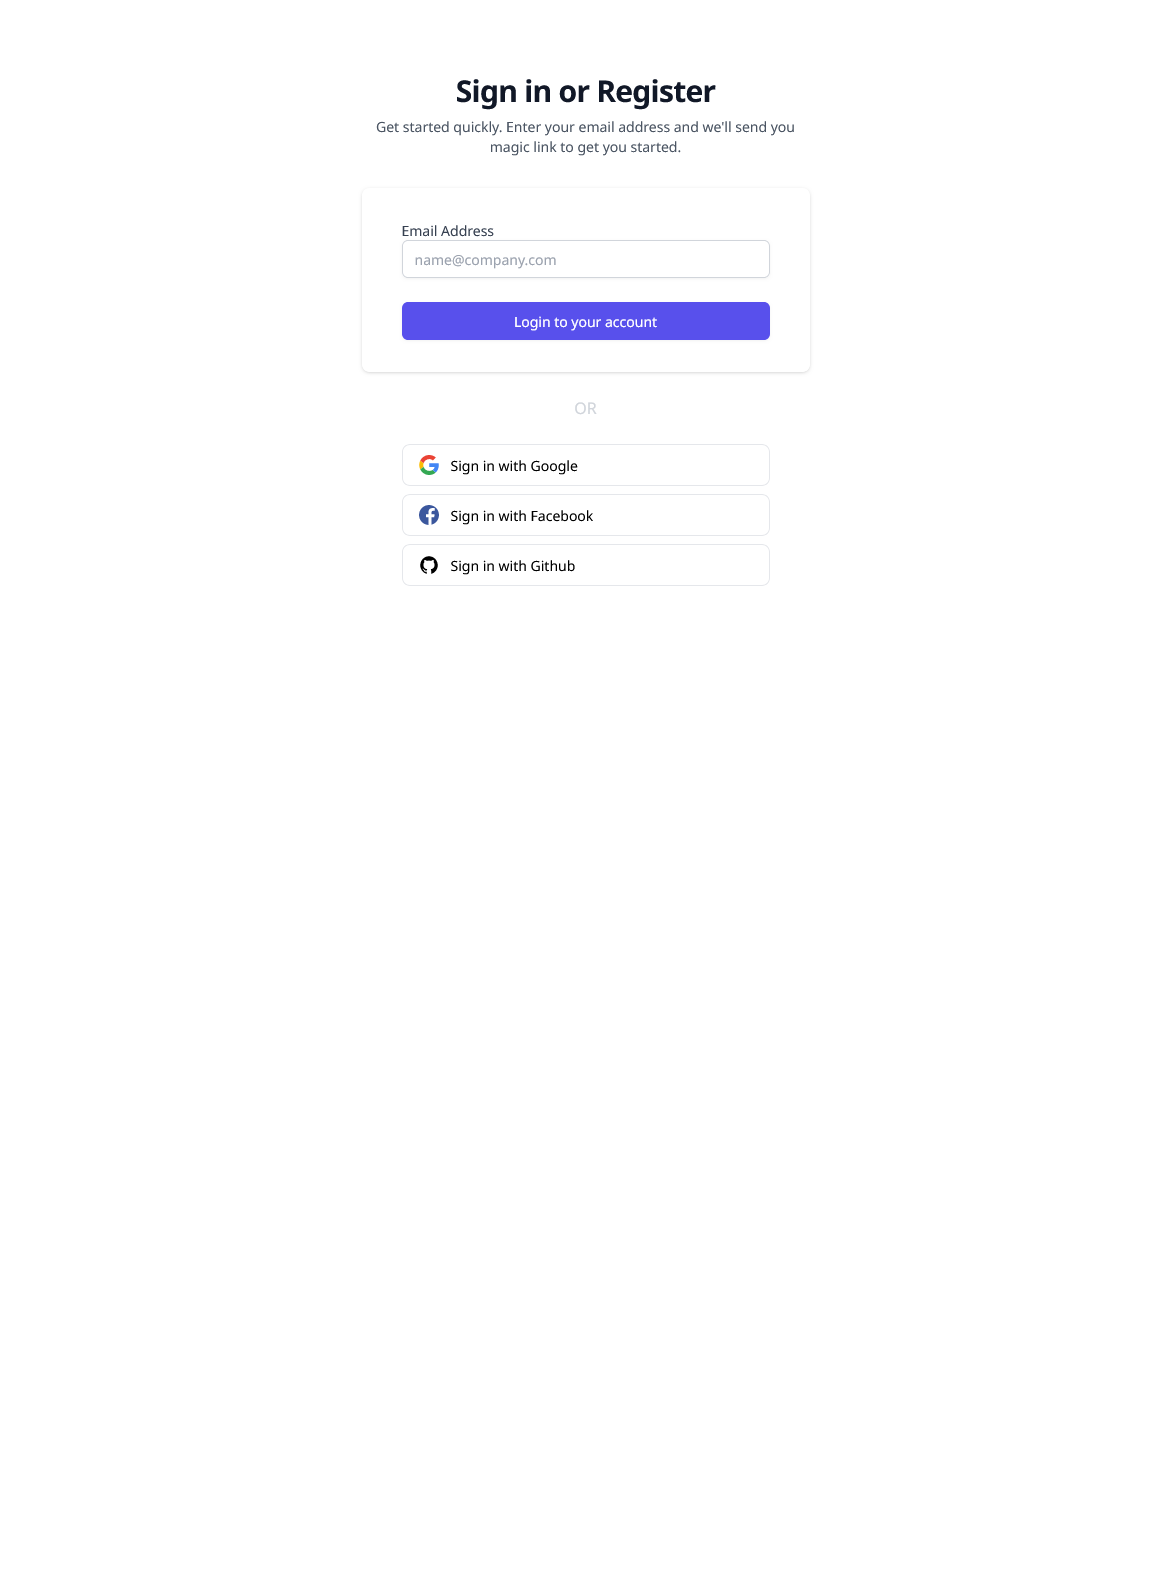 Sign in or Register
Get started quickly. Enter your email address and we'll send you
magic link to get you started.
Email Address
name@company.com
Login to your account
OR
Sign in with Google
Sign in with Facebook
Sign in with Github